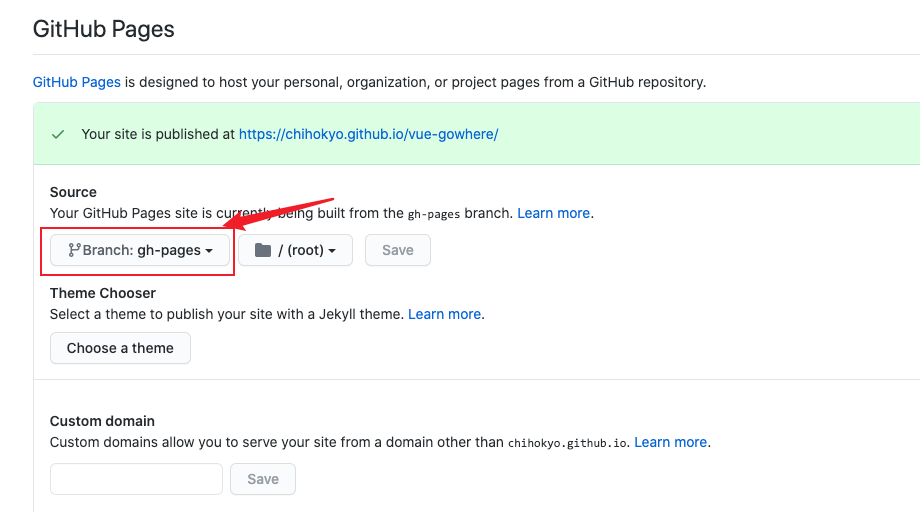 GitHub Pages
GitHub Pages is designed to host your personal, organization, or project pages from a GitHub repository.
Your site is published at https://chihokyo.github.io/vue-gowhere/
Source
Your GitHub Pages site is currently being built from the gh-pages branch. Learn more.
Branch: gh-pages / (root) Save
Theme Chooser
Select a theme to publish your site with a Jekyll theme. Learn more.
Choose a theme
Custom domain
Custom domains allow you to serve your site from a domain other than chihokyo.github.io. Learn more.
Save